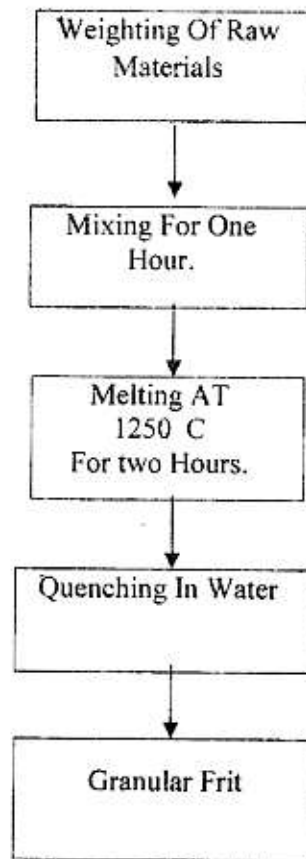 Weighting Of Raw
Materials
Mixing For One
Hour.
Melting AT
1250 C
For two Hours.
Quenching In Water
Granular Frit